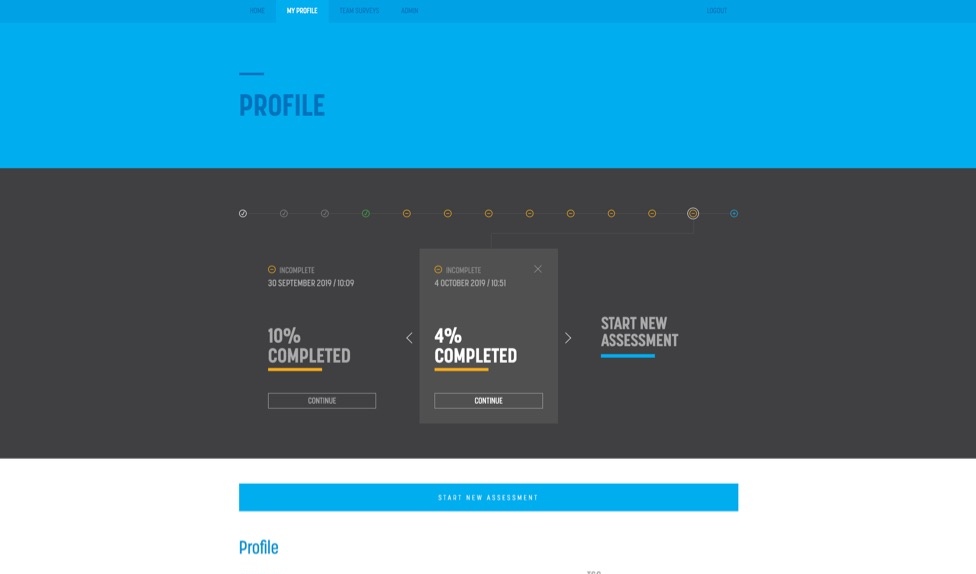 HOME MY PROFILE TEAM SURVEYS ADMIN LOGOUT
PROFILE
INCOMPLETE
30 SEPTEMBER 2019 / 10:09
10%
COMPLETED
CONTINUE
INCOMPLETE
4 OCTOBER 2019 / 10:51
4%
COMPLETED
CONTINUE
START NEW
ASSESSMENT
START NEW ASSESSMENT
Profile